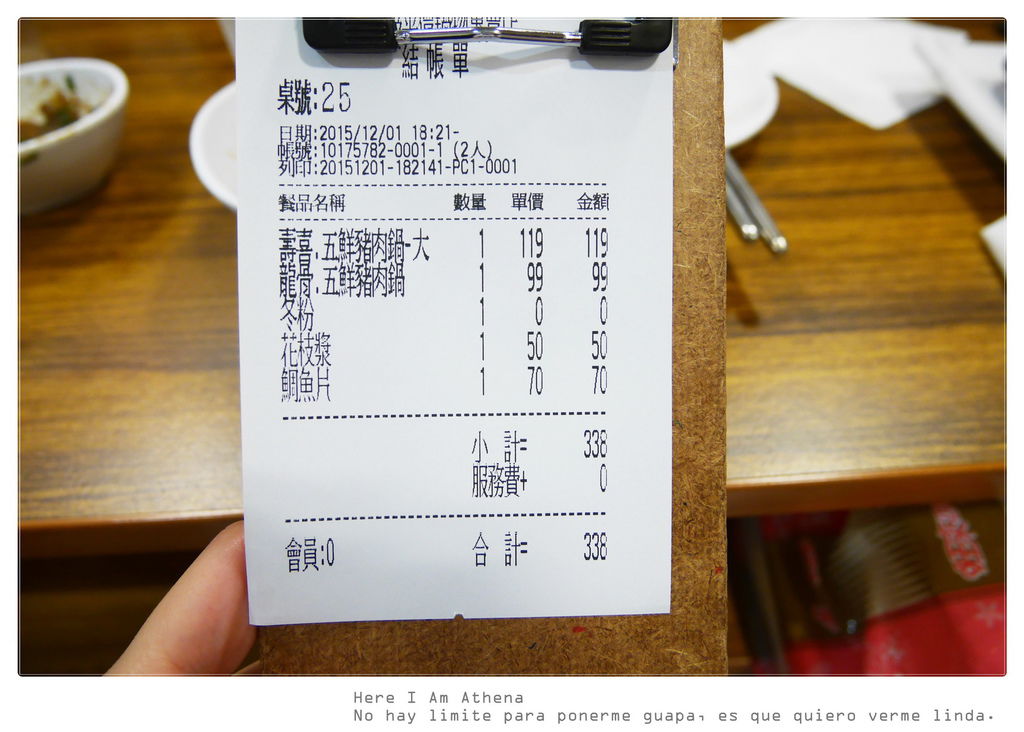 結帳單
桌號:25
日期:2015/12/01 18:21-
帳號:10175782-0001-1 (2人)
列印:20151201-182141-PC1-0001
餐品名稱 數量 單價 金額
壽喜.五鮮豬肉鍋-大 1 119 119
龍骨.五鮮豬肉鍋 1 99 99
冬粉 1 0 0
花枝漿 1 50 50
鯛魚片 1 70 70
小 計= 338
服務費+ 0
會員:0 合 計= 338
Here I Am Athena
No hay limite para ponerme guapa, es que quiero verme linda.